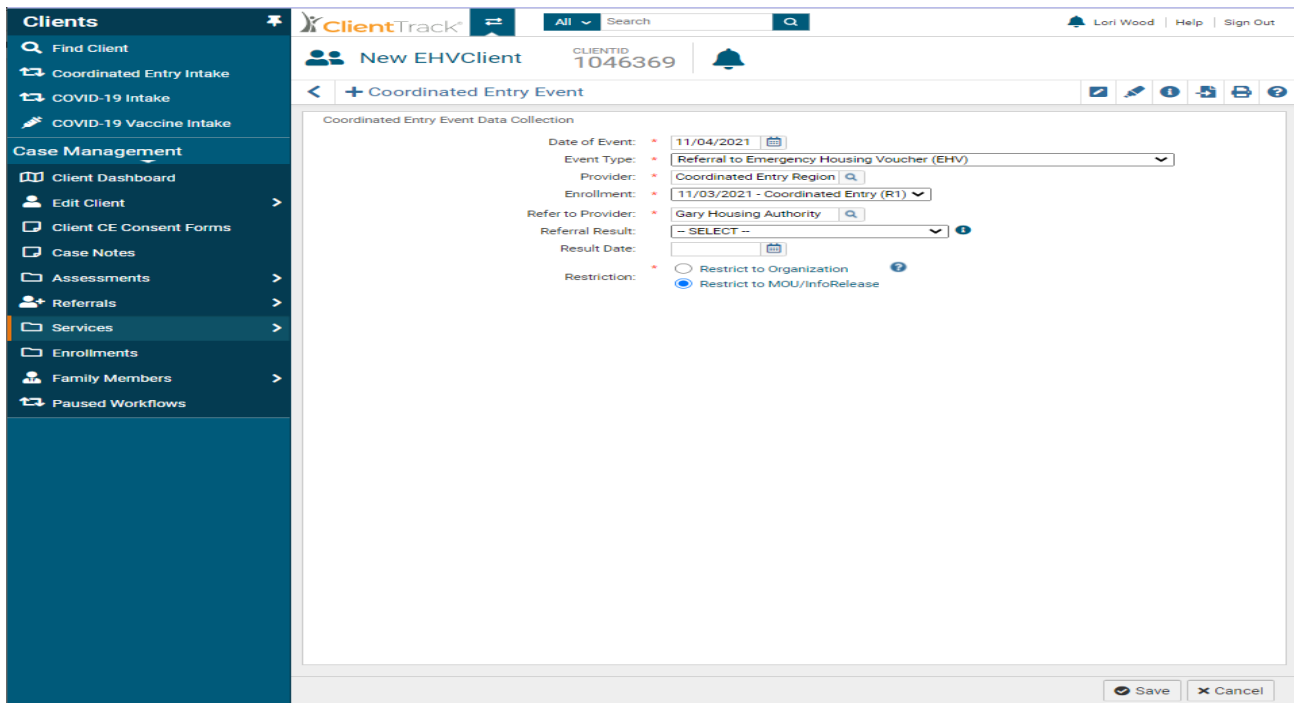 Clients
Find Client
Coordinated Entry Intake
COVID-19 Intake
COVID-19 Vaccine Intake
Case Management
Client Dashboard
Edit Client
Client CE Consent Forms
Case Notes
Assessments
Referrals
Services
Enrollments
Family Members
Paused Workflows
ClientTrack®
All Search
Lori Wood | Help | Sign Out
New EHVClient
CLIENTID
1046369
Coordinated Entry Event
Coordinated Entry Event Data Collection
Date of Event: * 11/04/2021
Event Type: * Referral to Emergency Housing Voucher (EHV)
Provider: * Coordinated Entry Region
Enrollment: * 11/03/2021 - Coordinated Entry (R1)
Refer to Provider: * Gary Housing Authority
Referral Result: -- SELECT --
Result Date:
Restriction: * Restrict to Organization
Restrict to MOU/InfoRelease
Save Cancel